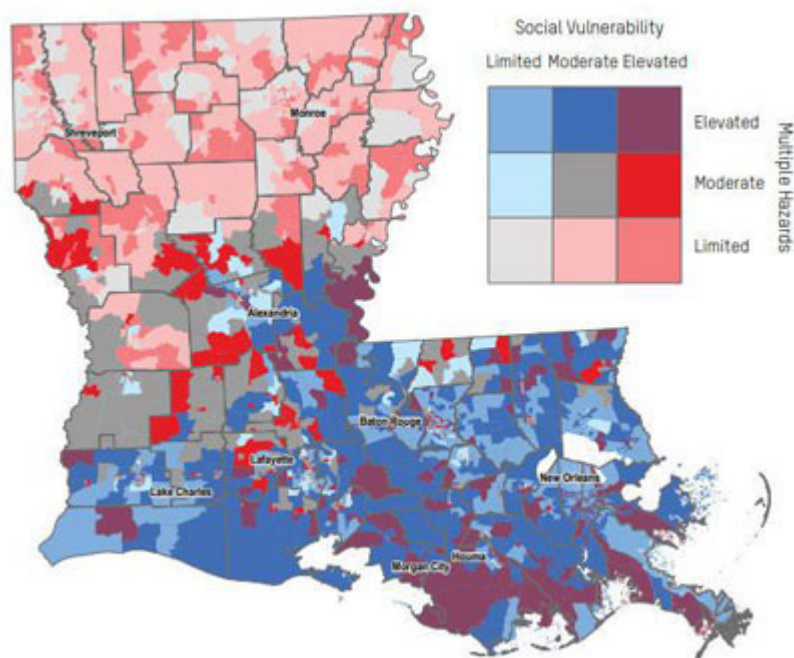 Social Vulnerability
Limited Moderate Elevated
Elevated
Moderate
Limited
Multiple Hazards
Shreveport
Monroe
Alexandria
Baton Rouge
Lafayette
Lake Charles
New Orleans
Morgan City
Houma